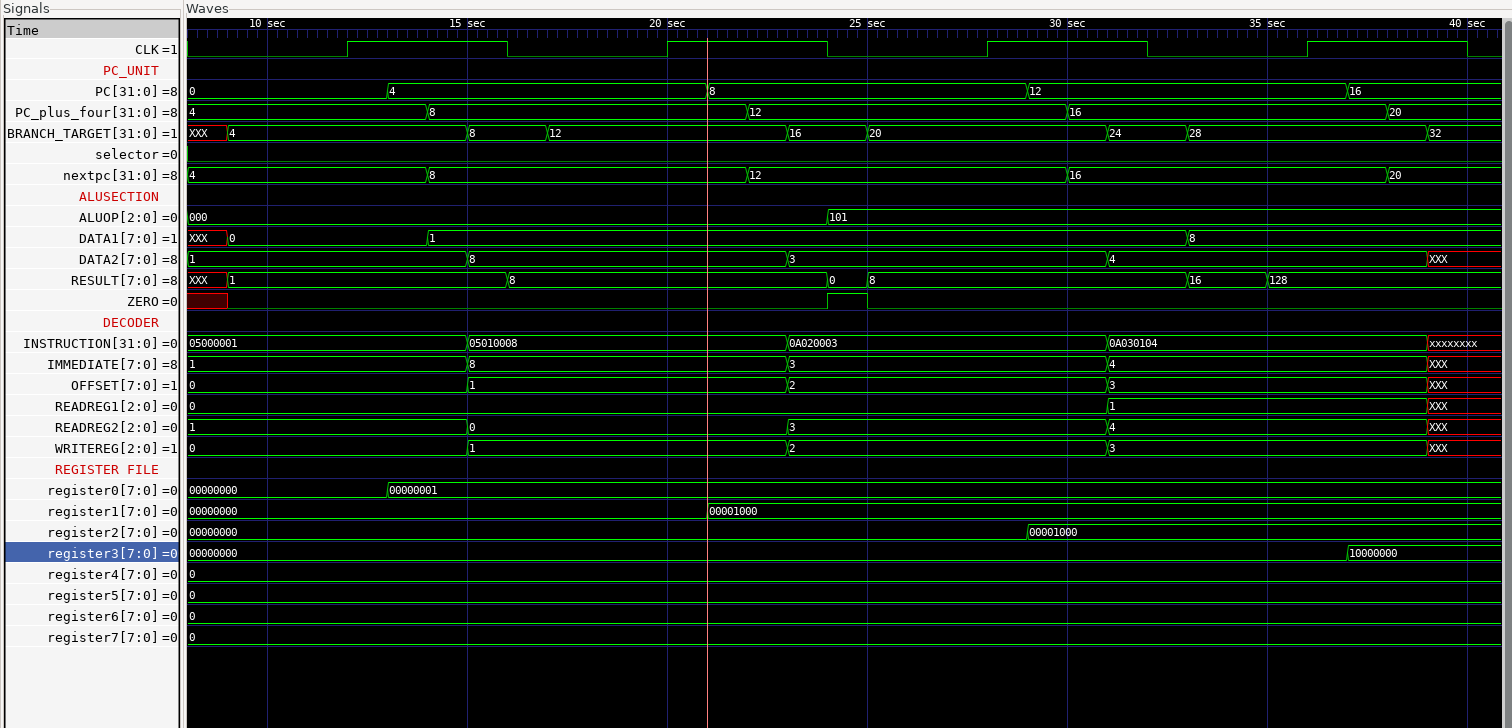 Signals Waves
Time 10 sec 15 sec 20 sec 25 sec 30 sec 35 sec 40 sec
CLK =1
PC_UNIT
PC[31:0] =8 0 4 8 12 16
PC_plus_four[31:0] =8 4 8 12 16 20
BRANCH_TARGET[31:0] =1 XXX 4 8 12 16 20 24 28 32
selector =0
nextpc[31:0] =8 4 8 12 16 20
ALUSECTION
ALUOP[2:0] =0 000 101
DATA1[7:0] =1 XXX 0 1 8
DATA2[7:0] =8 1 8 3 4 XXX
RESULT[7:0] =8 XXX 1 8 0 8 16 128
ZERO =0
DECODER
INSTRUCTION[31:0] =0 05000001 05010008 0A020003 0A030104 xxxxxxxx
IMMEDIATE[7:0] =8 1 8 3 4 XXX
OFFSET[7:0] =1 0 1 2 3 XXX
READREG1[2:0] =0 0 1 XXX
READREG2[2:0] =0 1 0 3 4 XXX
WRITEREG[2:0] =1 0 1 2 3 XXX
REGISTER FILE
register0[7:0] =0 00000000 00000001
register1[7:0] =0 00000000 00001000
register2[7:0] =0 00000000 00001000
register3[7:0] =0 00000000 10000000
register4[7:0] =0 0
register5[7:0] =0 0
register6[7:0] =0 0
register7[7:0] =0 0